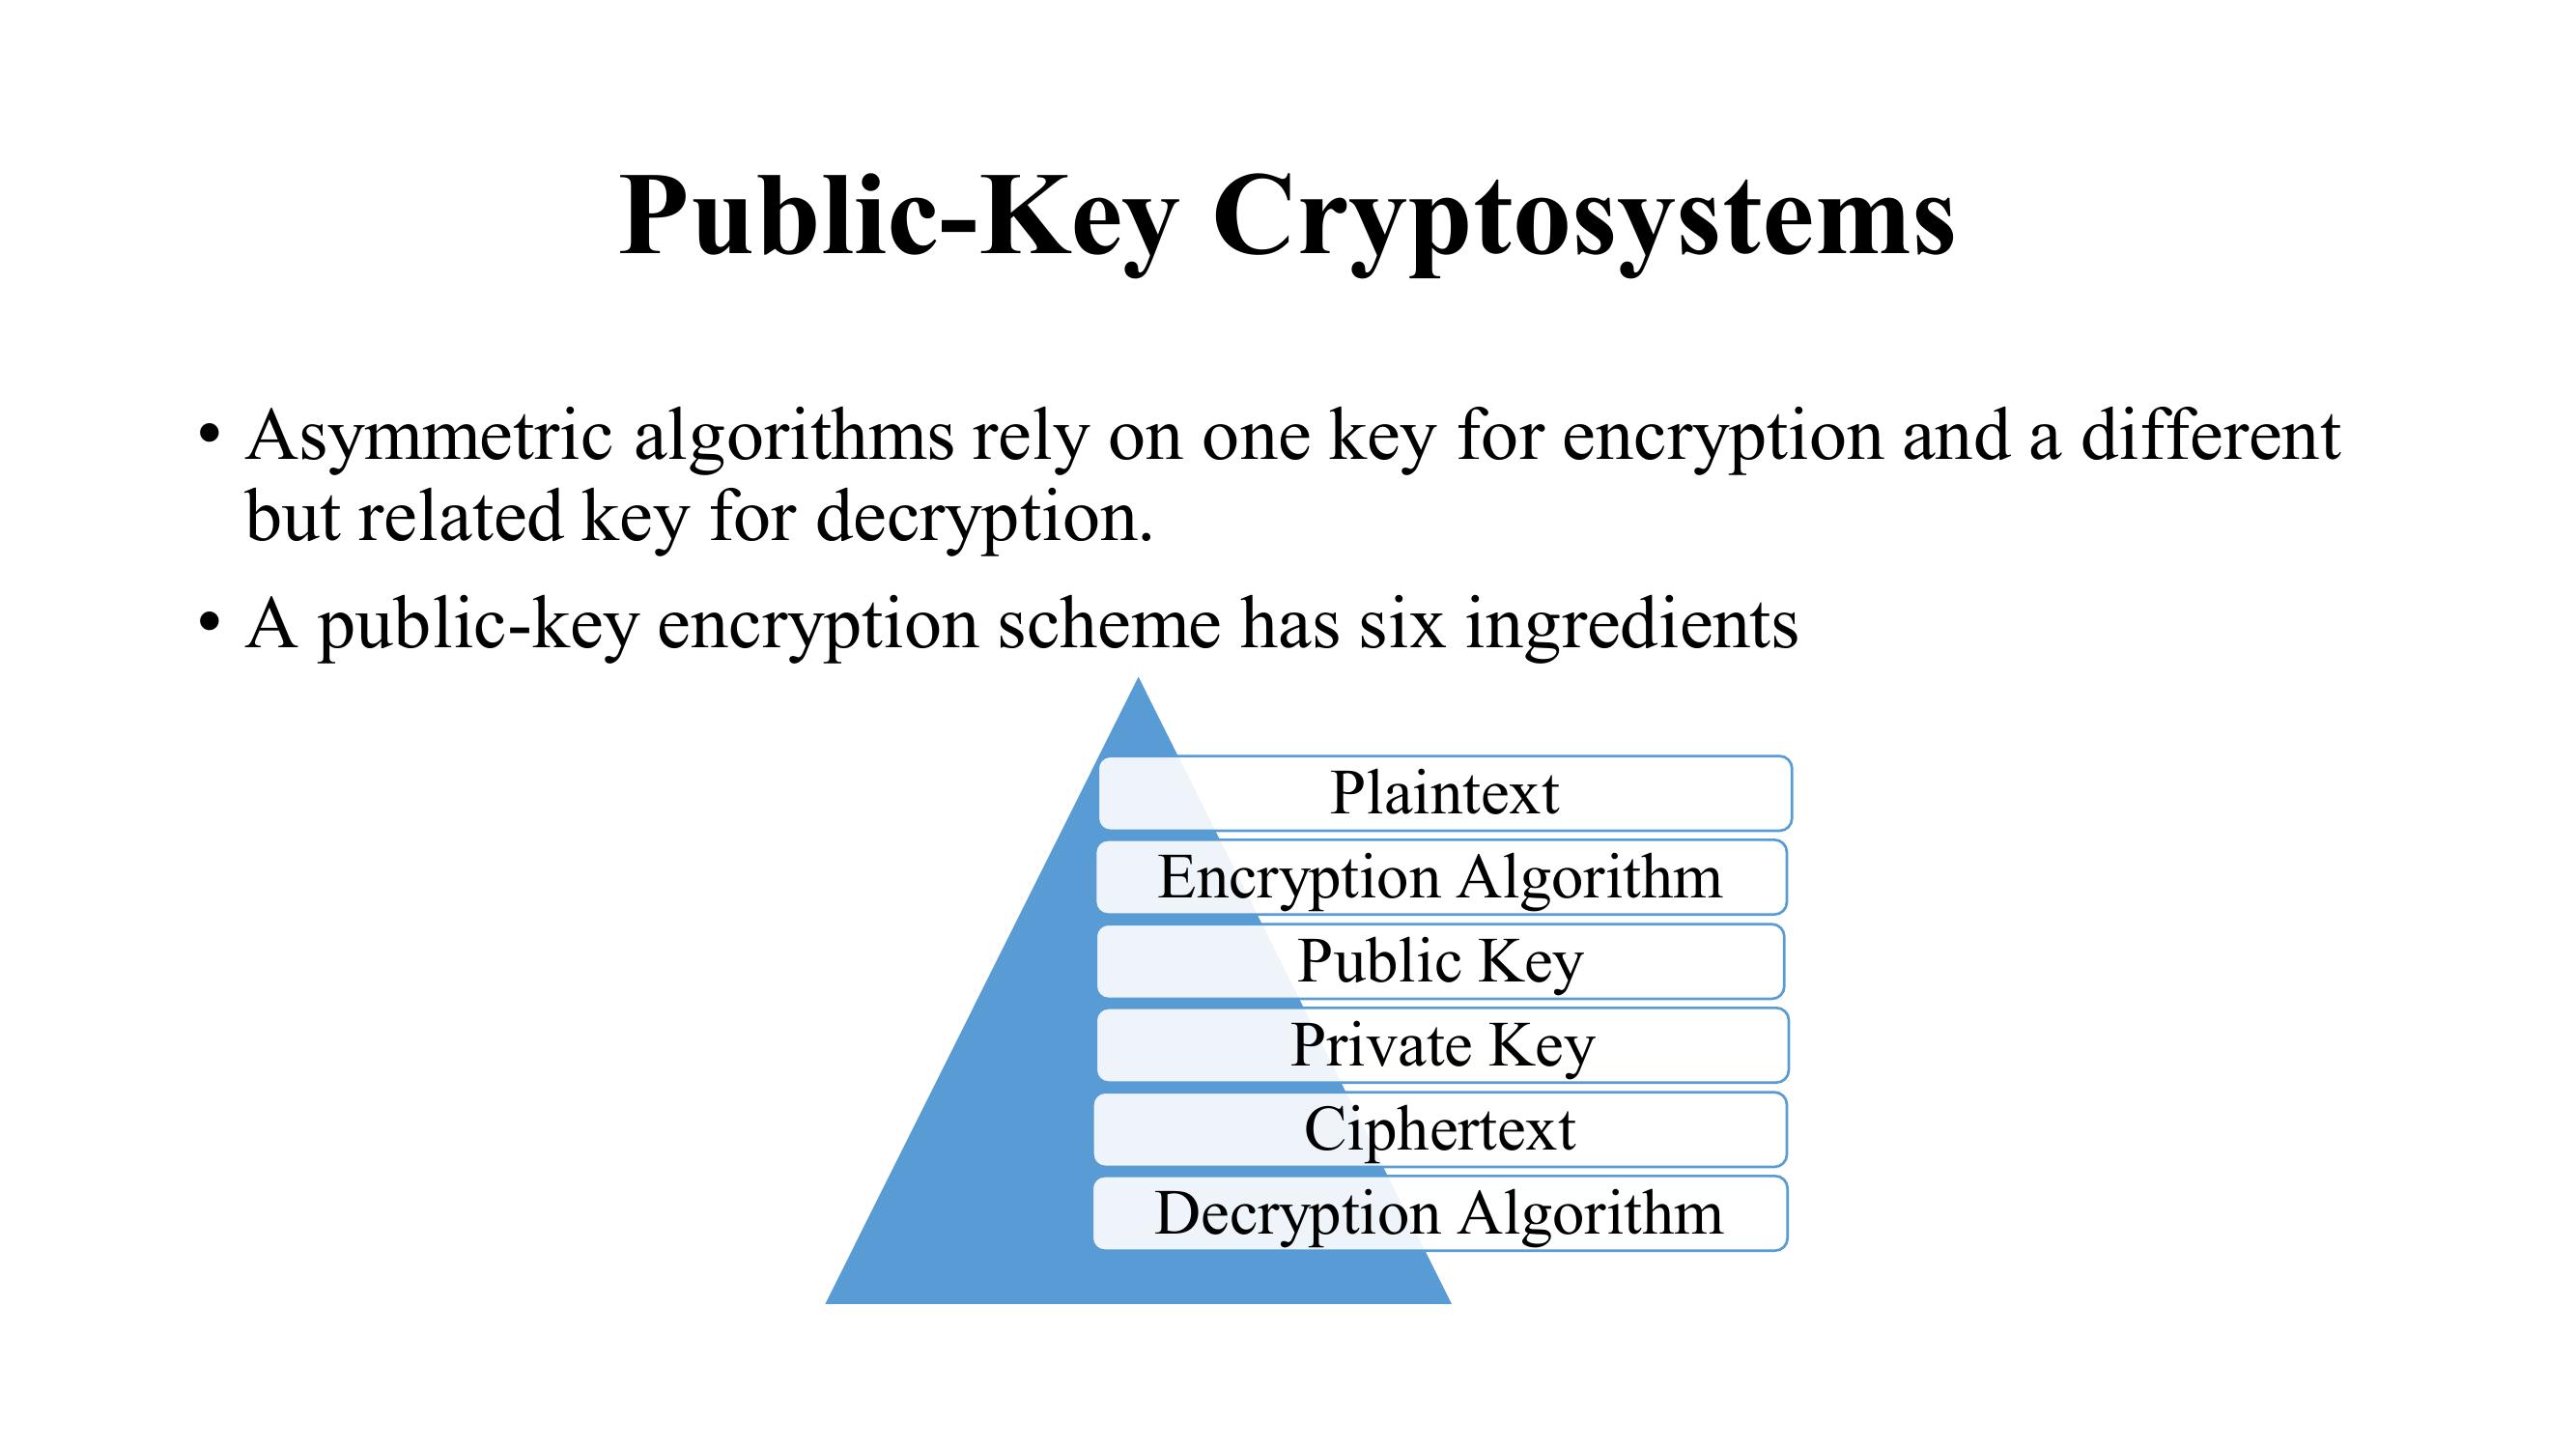 Public-Key Cryptosystems
• Asymmetric algorithms rely on one key for encryption and a different
but related key for decryption.
• A public-key encryption scheme has six ingredients
Plaintext
Encryption Algorithm
Public Key
Private Key
Ciphertext
Decryption Algorithm